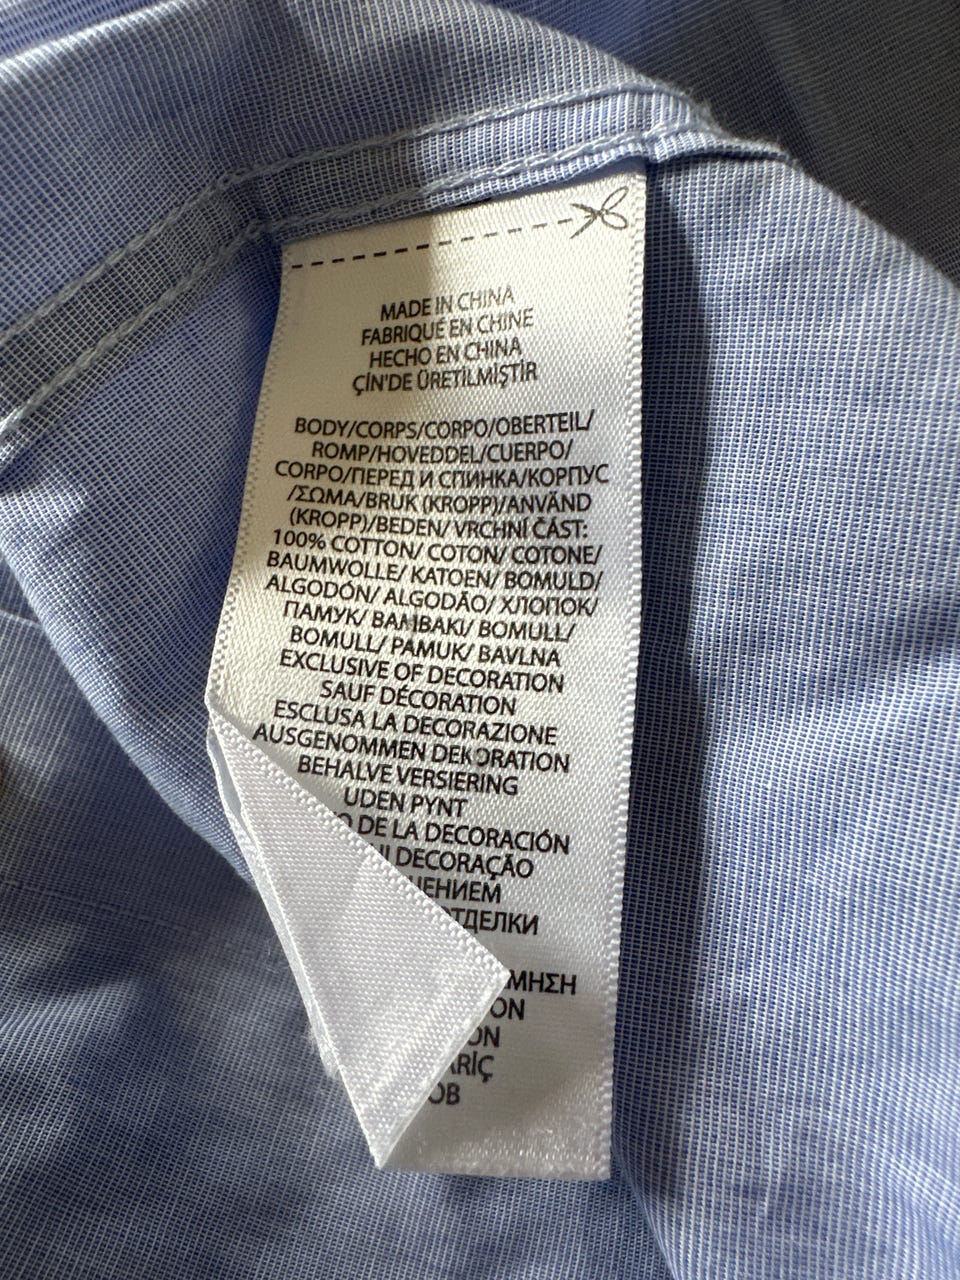 MADE IN CHINA
FABRIQUÉ EN CHINE
HECHO EN CHINA
ÇİN'DE ÜRETİLMİŞTİR
BODY/CORPS/CORPO/OBERTEIL/
ROMP/HOVEDDEL/CUERPO/
CORPO/ПЕРЕД И СПИНКА/КОРПУС
/ΣΩΜΑ/BRUK (KROPP)/ANVÄND
(KROPP)/BEDEN/ VRCHNÍ ČÁST:
100% COTTON/ COTON/ COTONE/
BAUMWOLLE/ KATOEN/ BOMULD/
ALGODÓN/ ALGODÃO/ ХЛОПОК/
ПАМУК/ ΒΑΜΒΑΚΙ/ BOMULL/
BOMULL/ PAMUK/ BAVLNA
EXCLUSIVE OF DECORATION
SAUF DÉCORATION
ESCLUSA LA DECORAZIONE
AUSGENOMMEN DEKORATION
BEHALVE VERSIERING
UDEN PYNT
DE LA DECORACIÓN
DECORAÇÃO